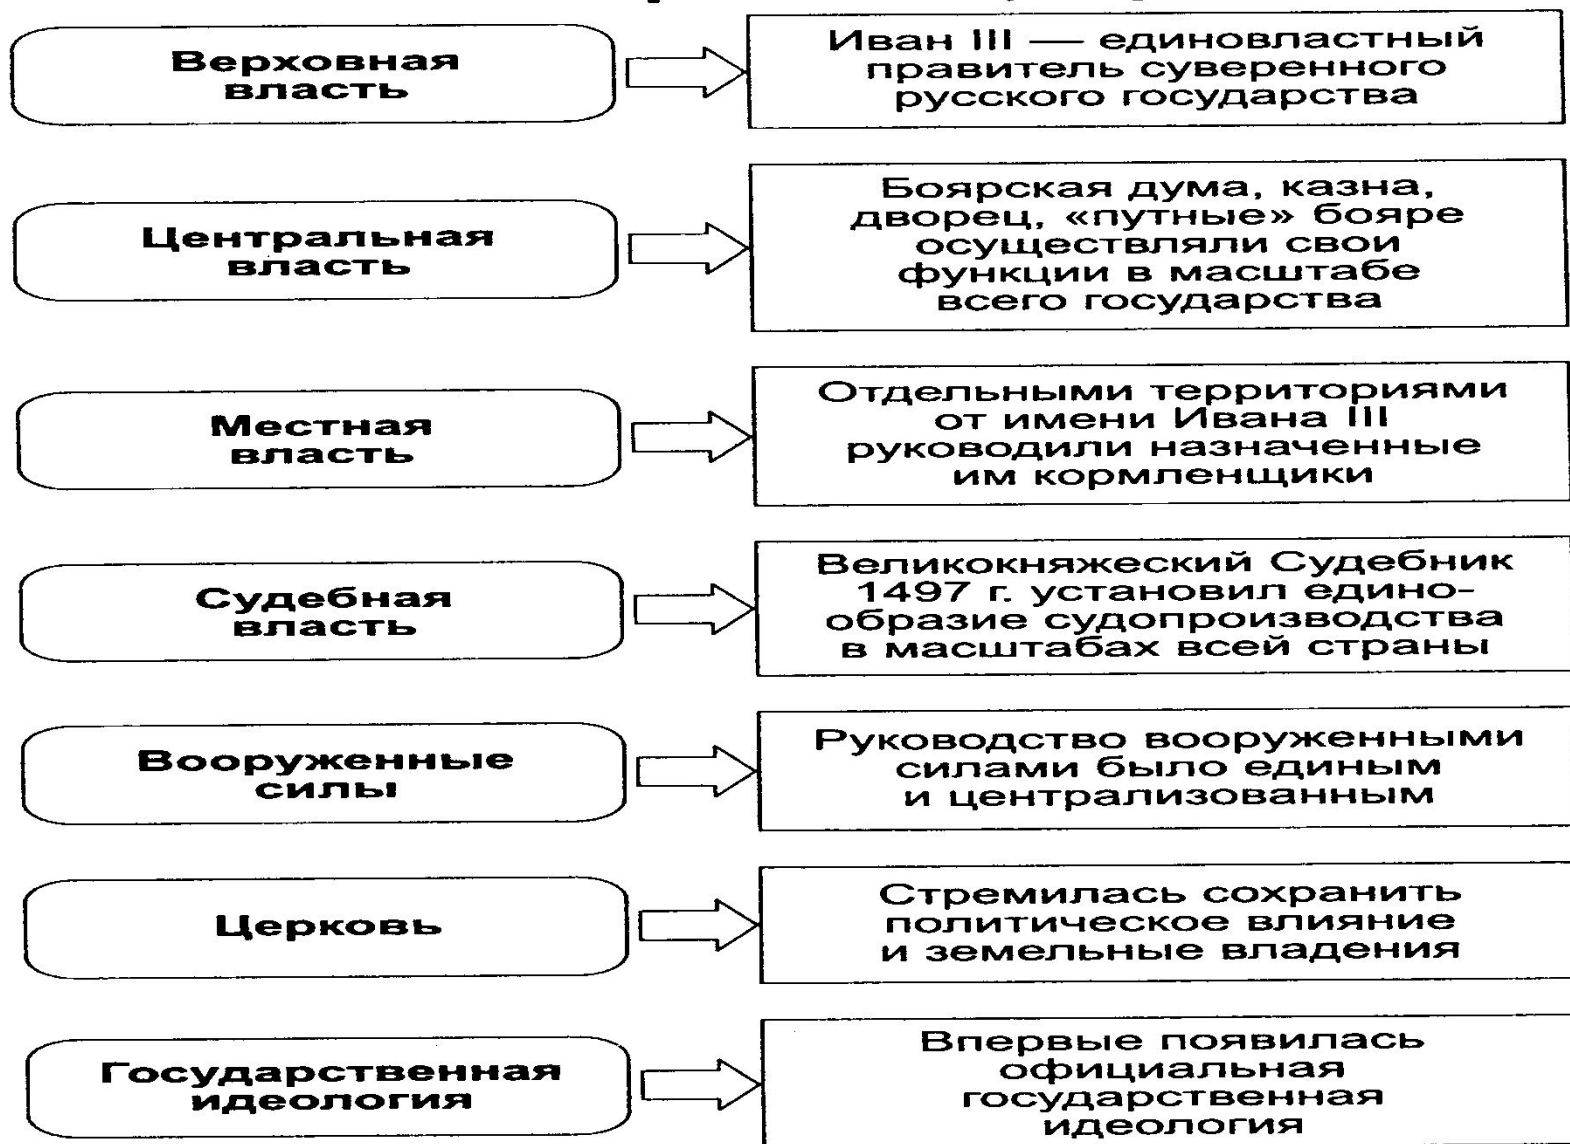 Верховная
власть
Иван III — единовластный
правитель суверенного
русского государства
Центральная
власть
Боярская дума, казна,
дворец, «путные» бояре
осуществляли свои
функции в масштабе
всего государства
Местная
власть
Отдельными территориями
от имени Ивана III
руководили назначенные
им кормленщики
Судебная
власть
Великокняжеский Судебник
1497 г. установил едино-
образие судопроизводства
в масштабах всей страны
Вооруженные
силы
Руководство вооруженными
силами было единым
и централизованным
Церковь
Стремилась сохранить
политическое влияние
и земельные владения
Государственная
идеология
Впервые появилась
официальная
государственная
идеология